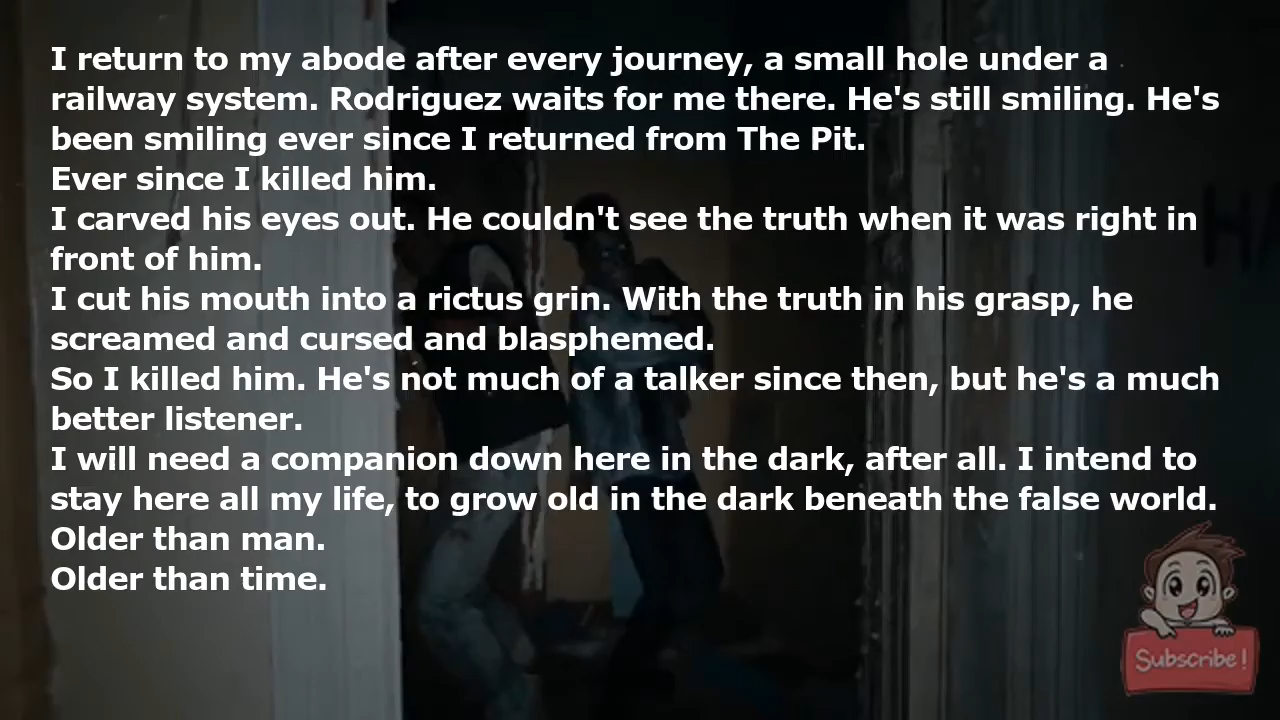 I return to my abode after every journey, a small hole under a
railway system. Rodriguez waits for me there. He's still smiling. He's
been smiling ever since I returned from The Pit.
Ever since I killed him.
I carved his eyes out. He couldn't see the truth when it was right in
front of him.
I cut his mouth into a rictus grin. With the truth in his grasp, he
screamed and cursed and blasphemed.
So I killed him. He's not much of a talker since then, but he's a much
better listener.
I will need a companion down here in the dark, after all. I intend to
stay here all my life, to grow old in the dark beneath the false world.
Older than man.
Older than time.
Subscribe!